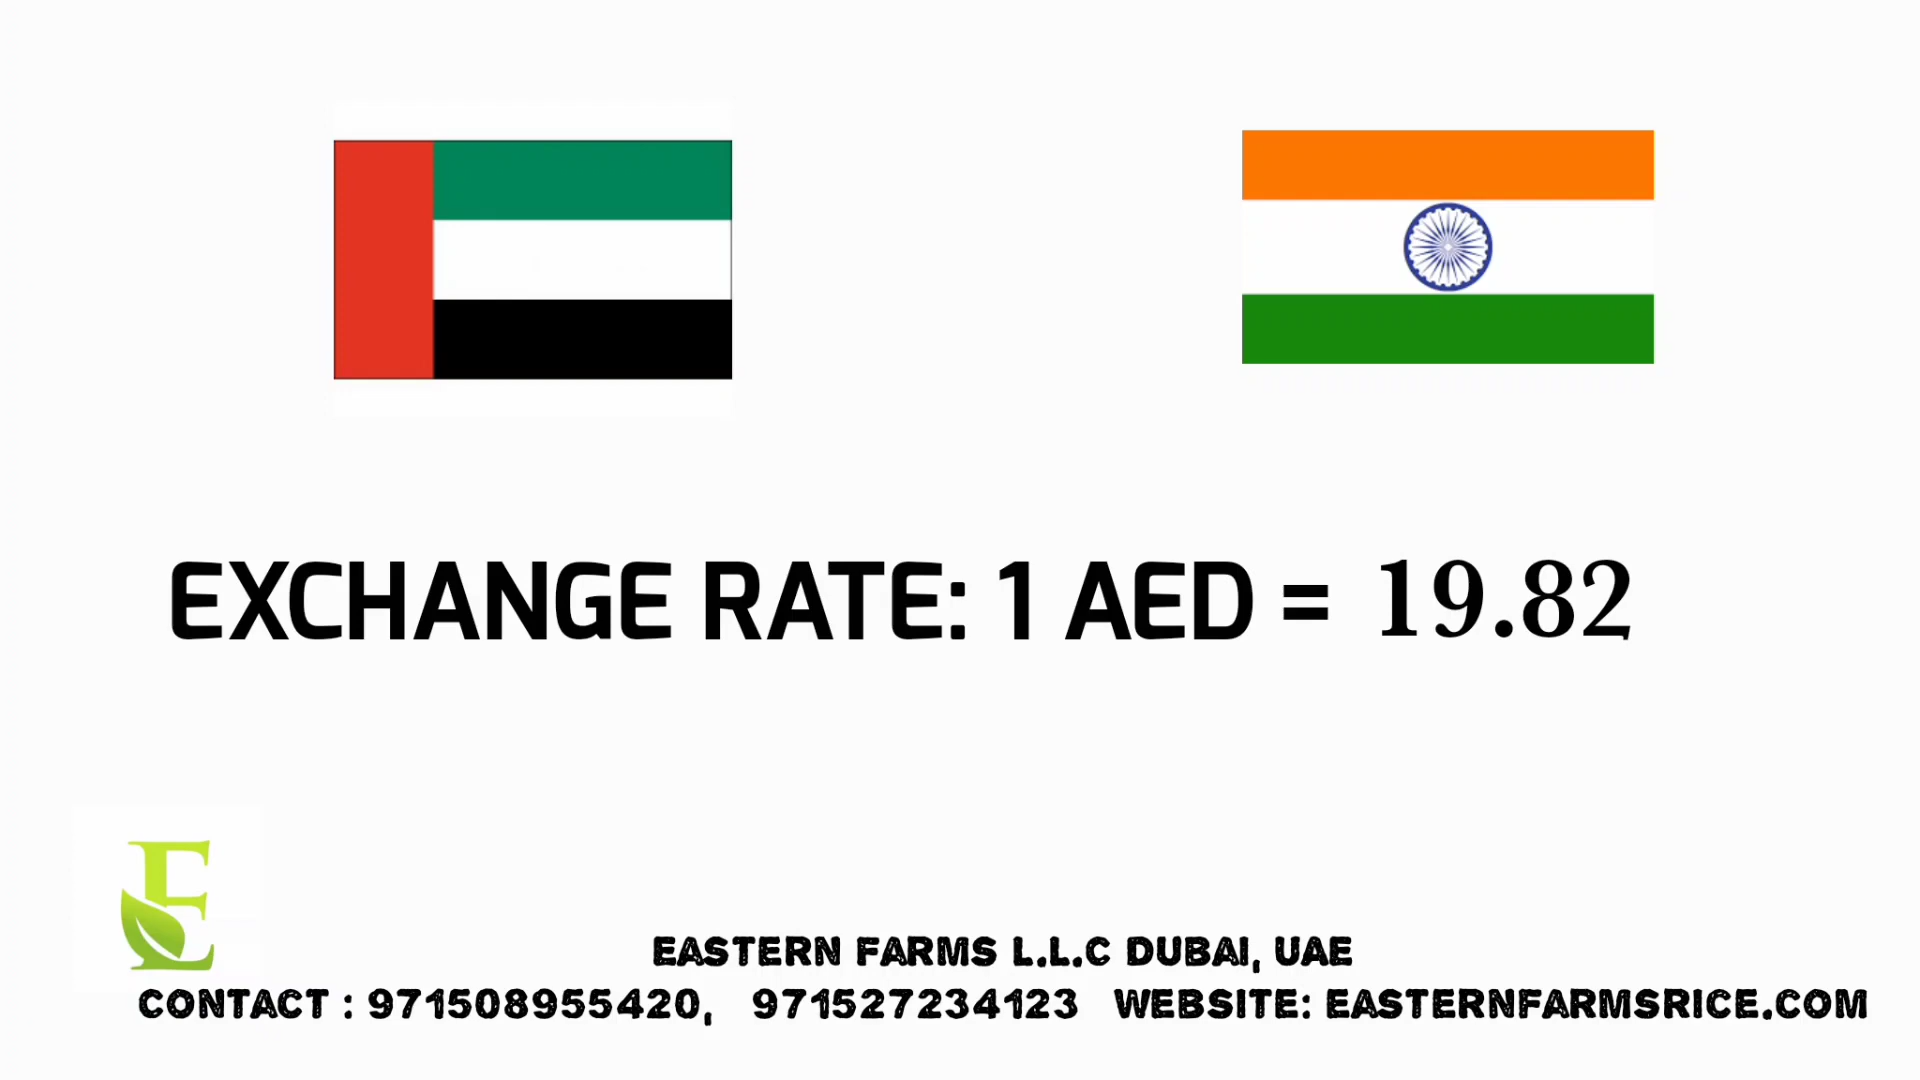 EXCHANGE RATE: 1 AED = 19.82
E
EASTERN FARMS L.L.C DUBAI, UAE
CONTACT : 971508955420, 971527234123 WEBSITE: EASTERNFARMSRICE.COM